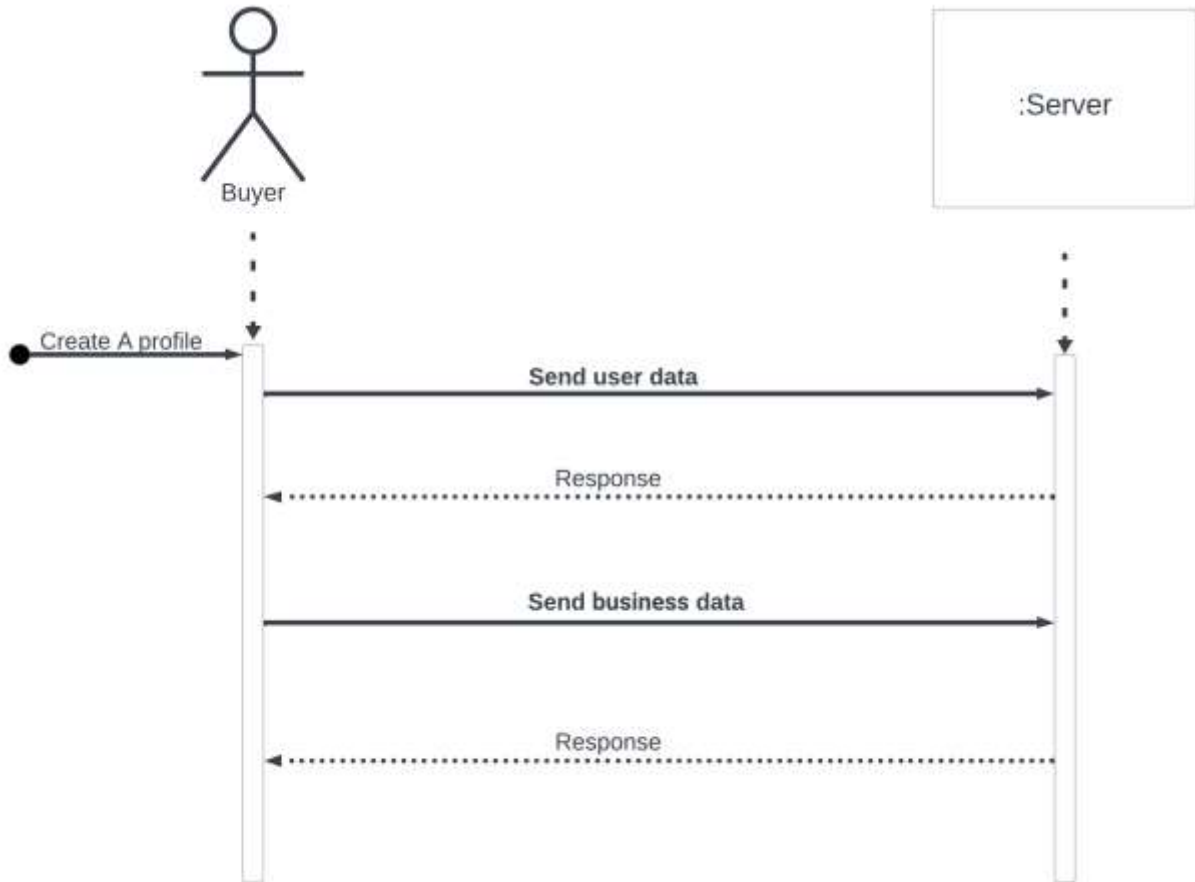 :Server
Buyer
Create A profile
Send user data
Response
Send business data
Response